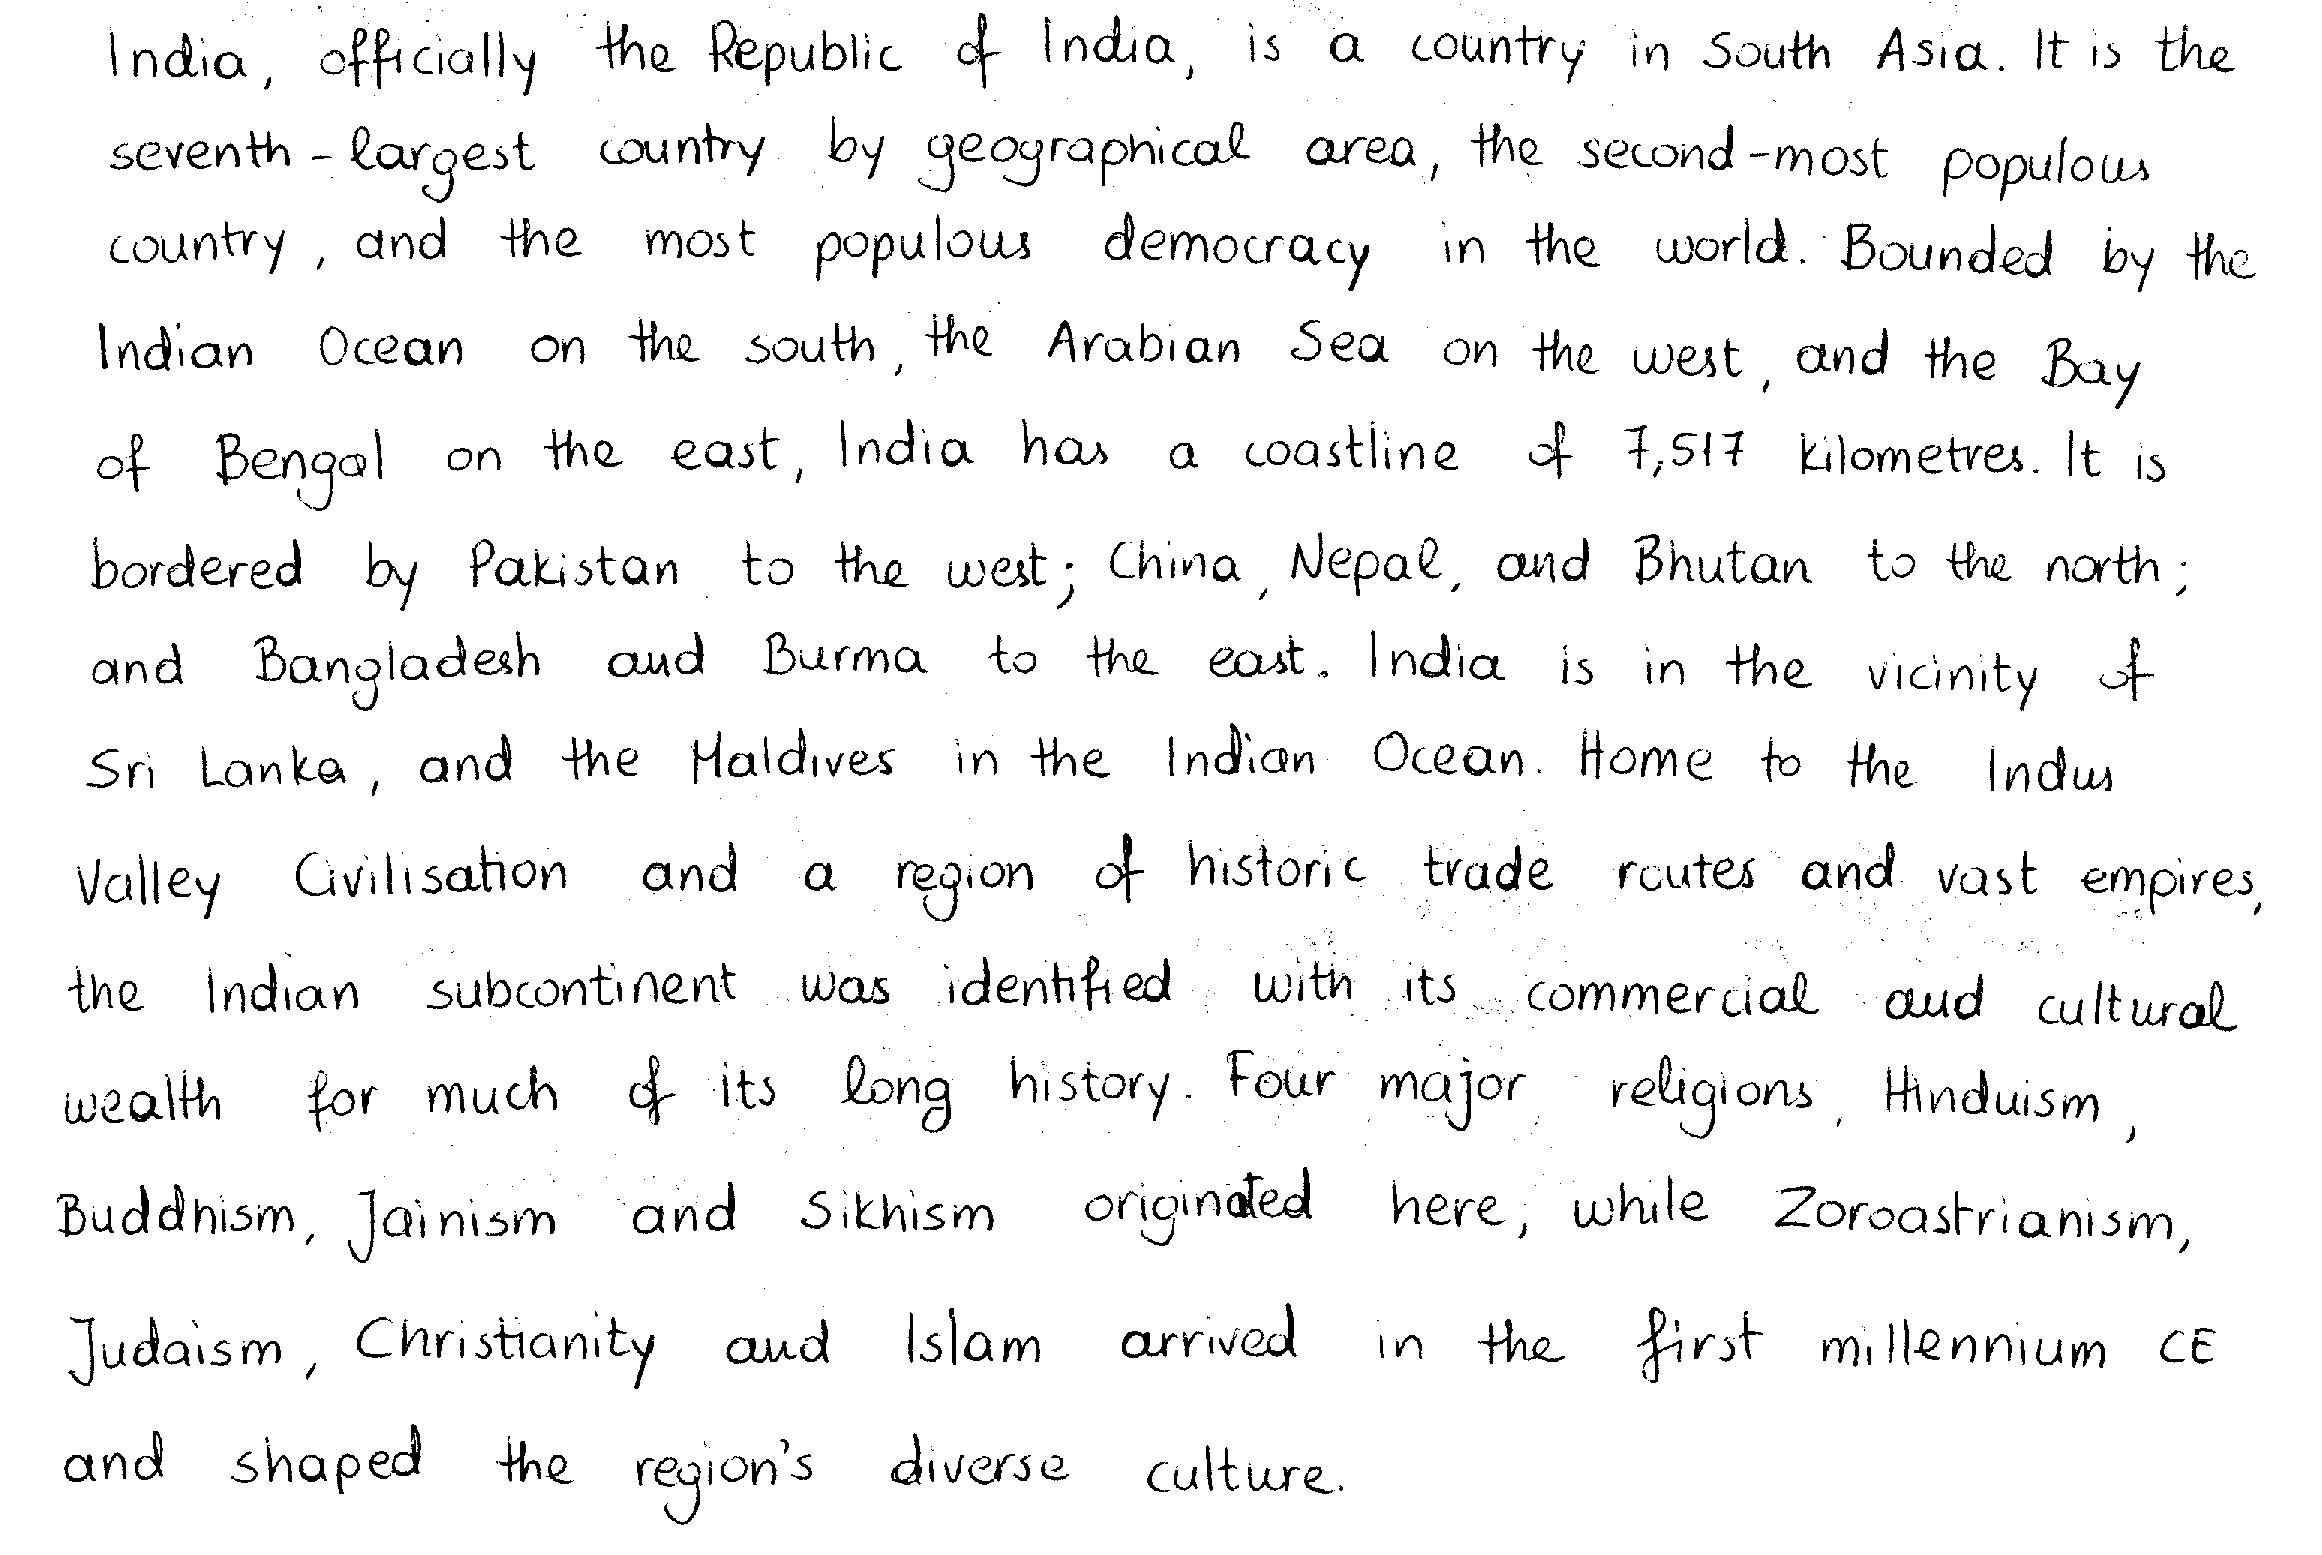 India, officially the Republic of India, is a country in South Asia. It is the
seventh-largest country by geographical area, the second-most populous
country, and the most populous democracy in the world. Bounded by the
Indian Ocean on the south, the Arabian Sea on the west, and the Bay
of Bengal on the east, India has a coastline of 7,517 kilometres. It is
bordered by Pakistan to the west; China, Nepal, and Bhutan to the north;
and Bangladesh and Burma to the east. India is in the vicinity of
Sri Lanka, and the Maldives in the Indian Ocean. Home to the Indus
Valley Civilisation and a region of historic trade routes and vast empires,
the Indian subcontinent was identified with its commercial and cultural
wealth for much of its long history. Four major religions, Hinduism,
Buddhism, Jainism and Sikhism originated here, while Zoroastrianism,
Judaism, Christianity and Islam arrived in the first millennium CE
and shaped the region's diverse culture.